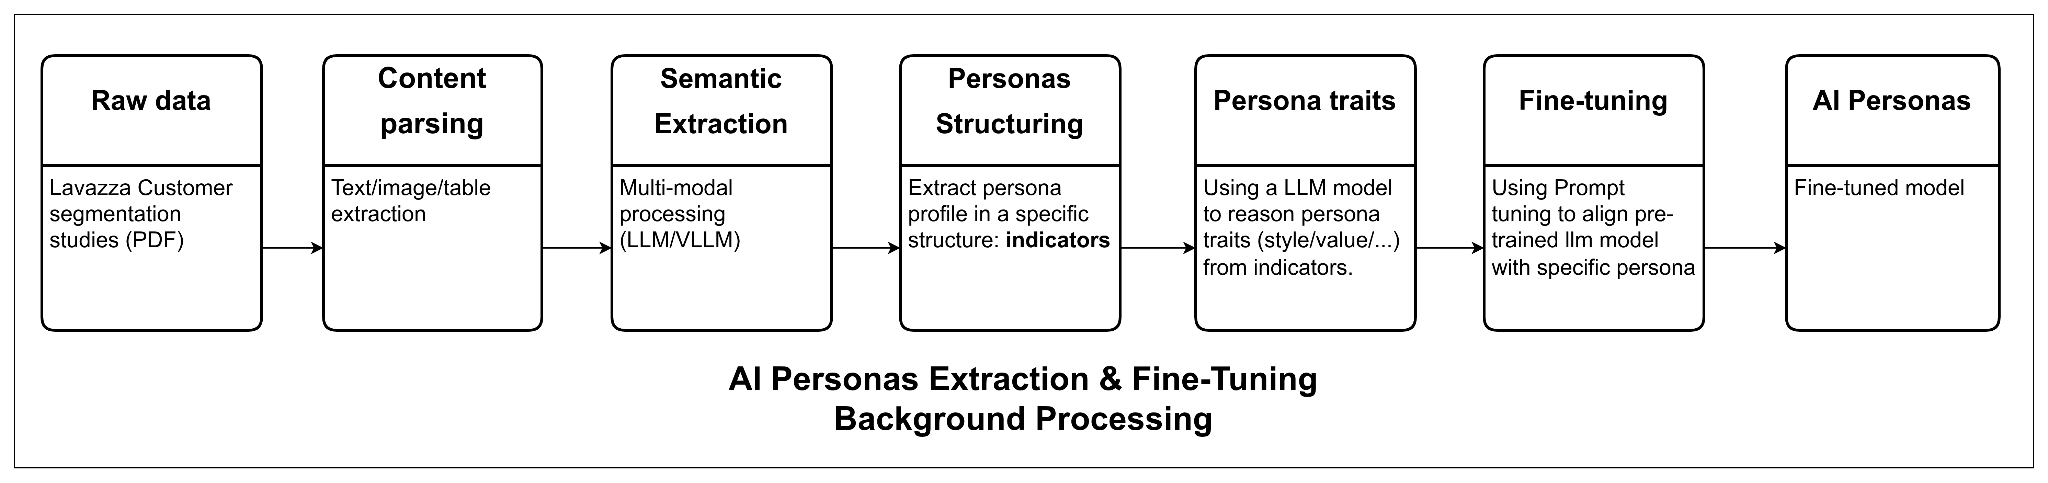 Raw data
Lavazza Customer
segmentation
studies (PDF)
Content
parsing
Text/image/table
extraction
Semantic
Extraction
Multi-modal
processing
(LLM/VLLM)
Personas
Structuring
Extract persona
profile in a specific
structure: indicators
Persona traits
Using a LLM model
to reason persona
traits (style/value/...)
from indicators.
Fine-tuning
Using Prompt
tuning to align pre-
trained llm model
with specific persona
AI Personas
Fine-tuned model
AI Personas Extraction & Fine-Tuning
Background Processing